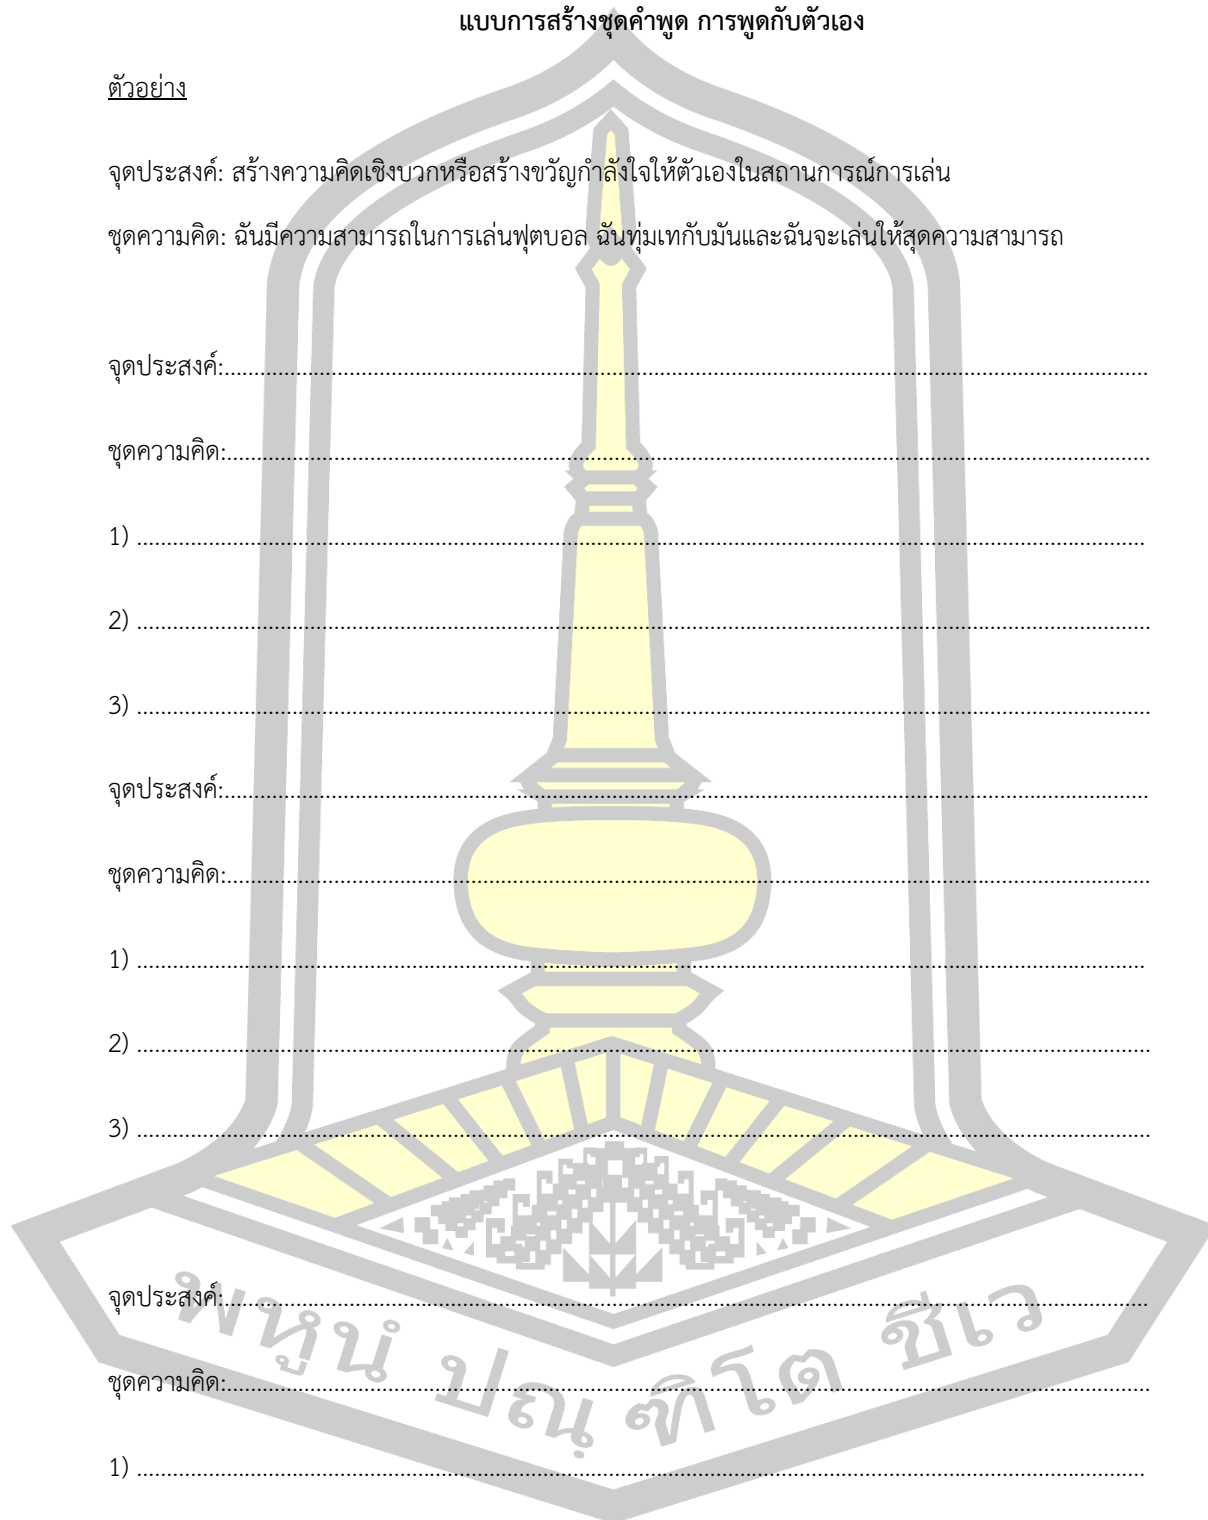 แบบการสร้างชุดคำพูด การพูดกับตัวเอง
ตัวอย่าง
จุดประสงค์: สร้างความคิดเชิงบวกหรือสร้างขวัญกำลังใจให้ตัวเองในสถานการณ์การเล่น
ชุดความคิด: ฉันมีความสามารถในการเล่นฟุตบอล ฉันทุ่มเทกับมันและฉันจะเล่นให้สุดความสามารถ
จุดประสงค์:....................................................................................................
ชุดความคิด:....................................................................................................
1) ....................................................................................................
2) ....................................................................................................
3) ....................................................................................................
จุดประสงค์:....................................................................................................
ชุดความคิด:....................................................................................................
1) ....................................................................................................
2) ....................................................................................................
3) ....................................................................................................
จุดประสงค์:....................................................................................................
ชุดความคิด:....................................................................................................
1) ....................................................................................................
พหูนํ ปณฺฑิโต ชีเว